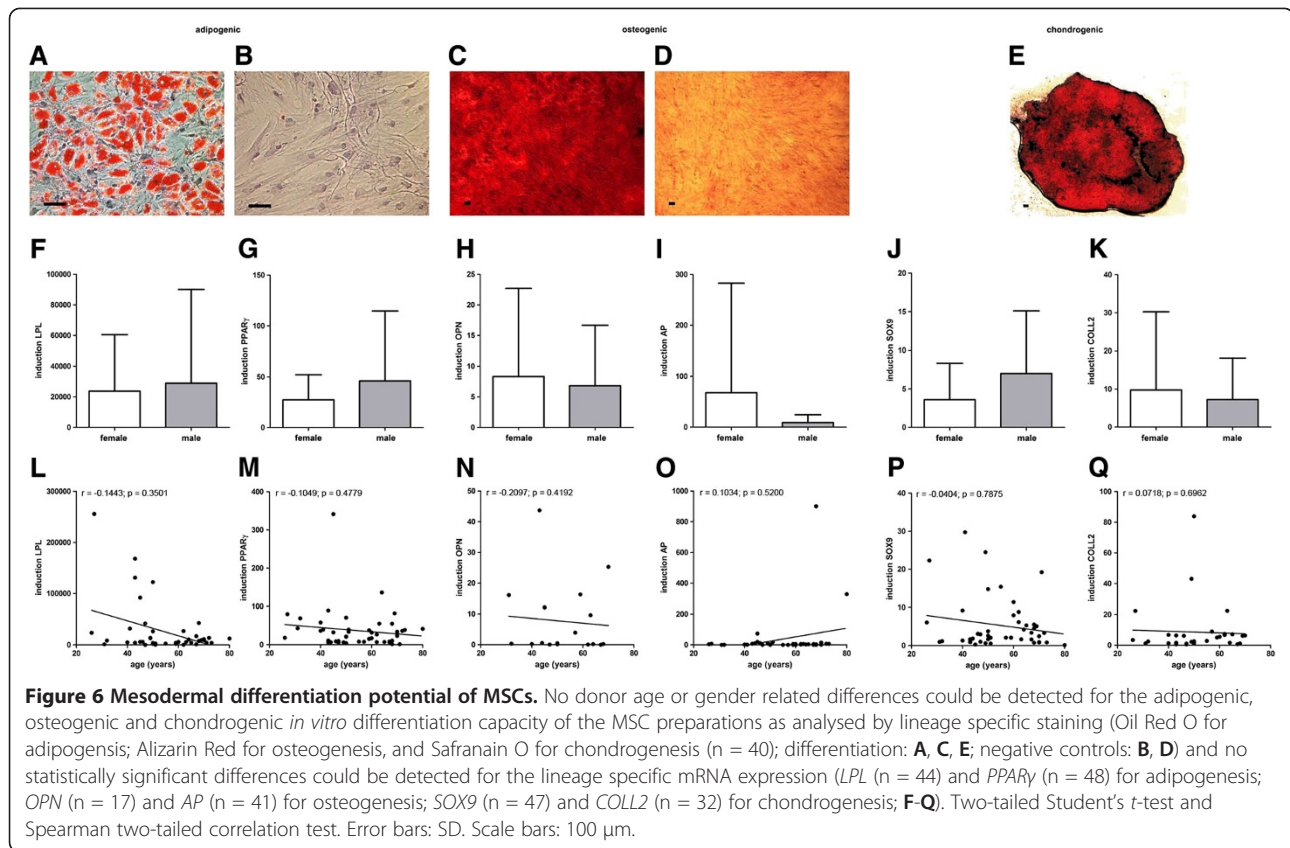 adipogenic osteogenic chondrogenic
A B C D E
F G H I J K
induction LPL
100000
80000
60000
40000
20000
0
female male
induction PPARγ
150
100
50
0
female male
induction OPN
25
20
15
10
5
0
female male
induction AP
300
200
100
0
female male
induction SOX9
20
15
10
5
0
female male
induction COLL2
40
30
20
10
0
female male
L M N O P Q
r = -0.1443; p = 0.3501
induction LPL
300000
200000
100000
0
20 40 60 80
age (years)
r = -0.1049; p = 0.4779
induction PPARγ
400
300
200
100
0
20 40 60 80
age (years)
r = -0.2097; p = 0.4192
induction OPN
50
40
30
20
10
0
20 40 60 80
age (years)
r = 0.1034; p = 0.5200
induction AP
1000
800
600
400
200
0
20 40 60 80
age (years)
r = -0.0404; p = 0.7875
induction SOX9
40
30
20
10
0
20 40 60 80
age (years)
r = 0.0718; p = 0.6962
induction COLL2
100
80
60
40
20
0
20 40 60 80
age (years)
Figure 6 Mesodermal differentiation potential of MSCs. No donor age or gender related differences could be detected for the adipogenic,
osteogenic and chondrogenic in vitro differentiation capacity of the MSC preparations as analysed by lineage specific staining (Oil Red O for
adipogensis; Alizarin Red for osteogenesis, and Safranain O for chondrogenesis (n = 40); differentiation: A, C, E; negative controls: B, D) and no
statistically significant differences could be detected for the lineage specific mRNA expression (LPL (n = 44) and PPARγ (n = 48) for adipogenesis;
OPN (n = 17) and AP (n = 41) for osteogenesis; SOX9 (n = 47) and COLL2 (n = 32) for chondrogenesis; F-Q). Two-tailed Student's t-test and
Spearman two-tailed correlation test. Error bars: SD. Scale bars: 100 μm.